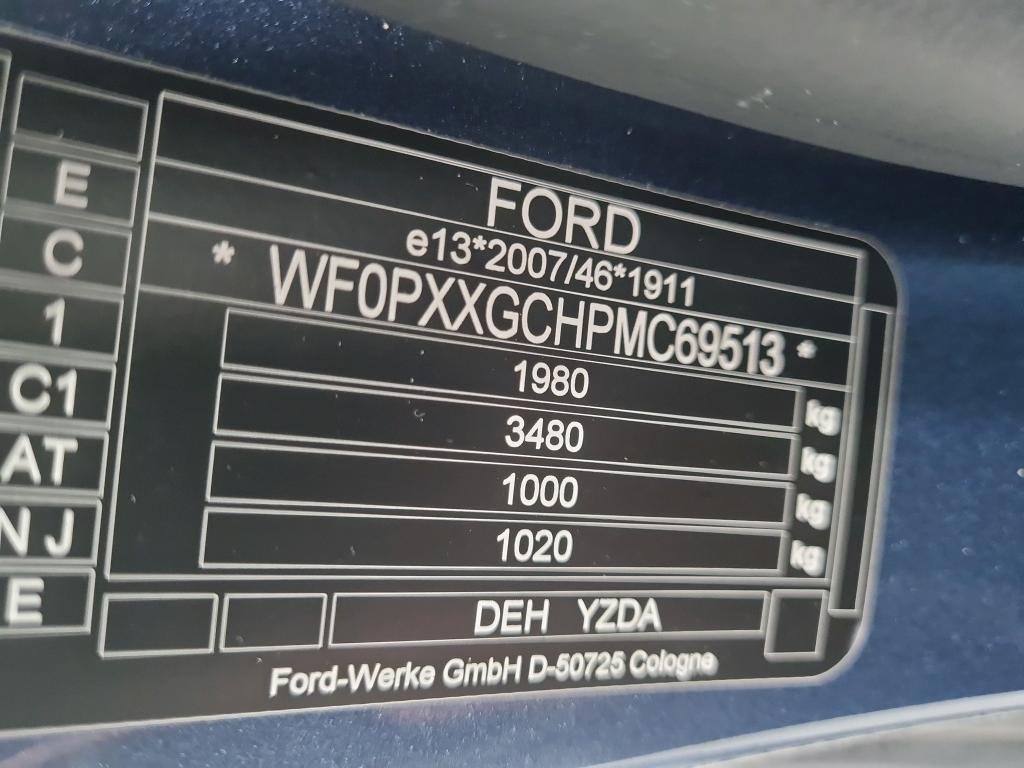 E
C
1
C1
AT
NJ
E
FORD
e13*2007/46*1911
* WF0PXXGCHPMC69513 *
1980 kg
3480 kg
1000 kg
1020 kg
DEH YZDA
Ford-Werke GmbH D-50725 Cologne